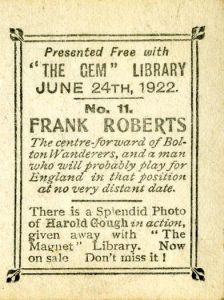 Presented Free with
"THE GEM" LIBRARY
JUNE 24TH, 1922.
No. 11.
FRANK ROBERTS
The centre-forward of Bol-
ton Wanderers, and a man
who will probably play for
England in that position
at no very distant date.
There is a Splendid Photo
of Harold Gough in action,
given away with "The
Magnet" Library. Now
on sale Don't miss it!